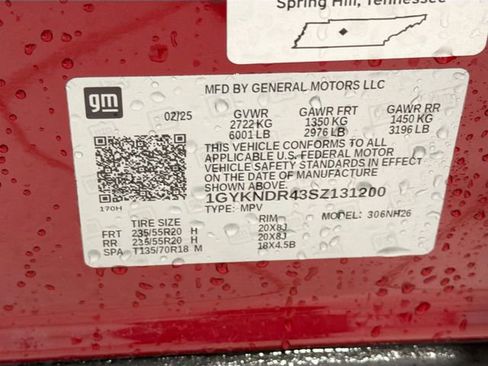 Spring Hill, Tennessee
gm
MFD BY GENERAL MOTORS LLC
02/25 GVWR GAWR FRT GAWR RR
2722 KG 1350 KG 1450 KG
6001 LB 2976 LB 3196 LB
THIS VEHICLE CONFORMS TO ALL
APPLICABLE U.S. FEDERAL MOTOR
VEHICLE SAFETY STANDARDS IN EFFECT
ON THE DATE OF MANUFACTURE
SHOWN ABOVE.
1GYKNDR43SZ131200
170H TYPE: MPV MODEL: 306NH26
TIRE SIZE RIM
FRT 235/55R20 H 20X8J
RR 235/55R20 H 20X8J
SPA T135/70R18 M 18X4.5B